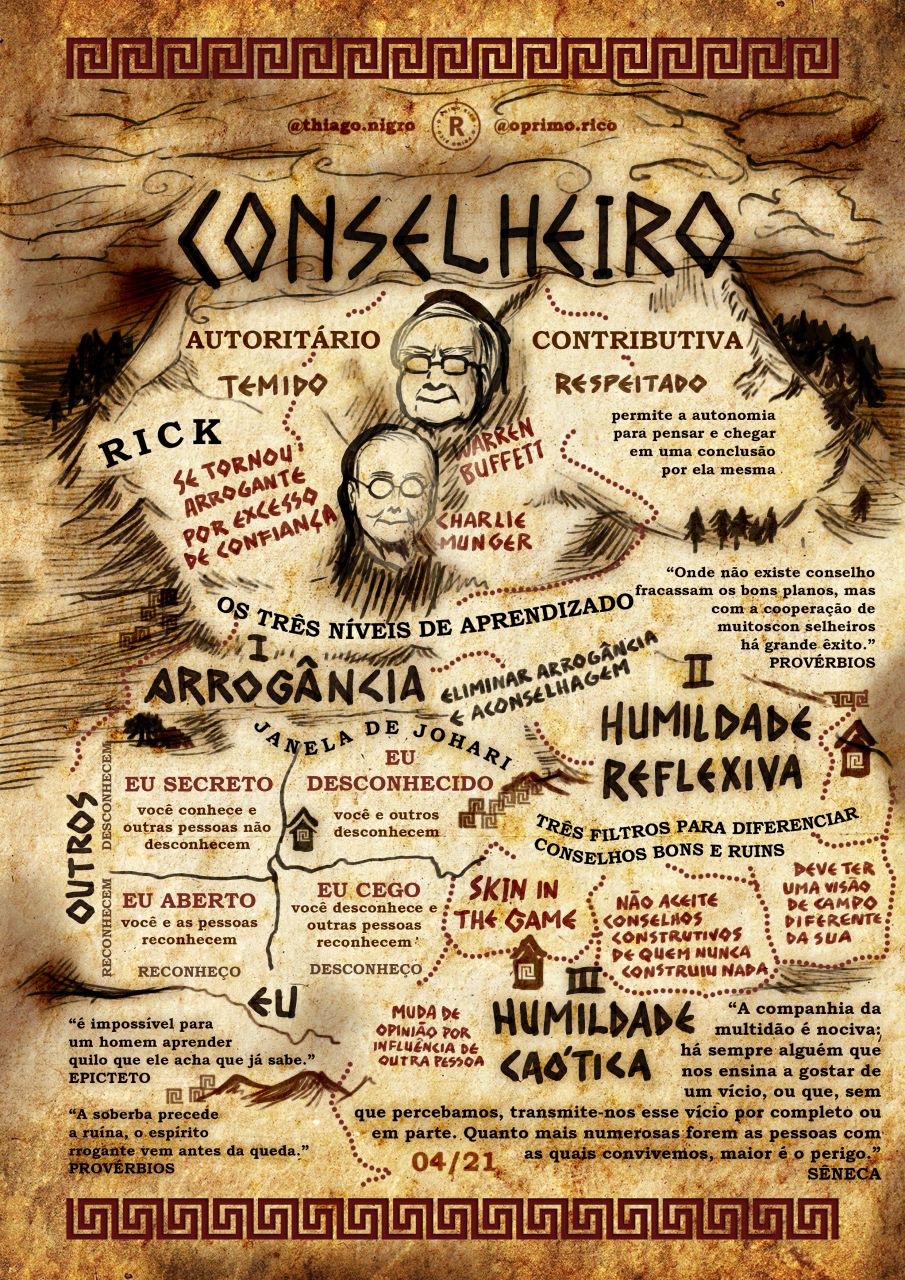 @thiago.nigro
R
@oprimo.rico
CONSELHEIRO
AUTORITÁRIO
TEMIDO
CONTRIBUTIVA
RESPEITADO
permite a autonomia
para pensar e chegar
em uma conclusão
por ela mesma
RICK
SE TORNOU
ARROGANTE
POR EXCESSO
DE CONFIANÇA
WARREN
BUFFETT
CHARLIE
MUNGER
“Onde não existe conselho
fracassam os bons planos, mas
com a cooperação de
muitoscon selheiros
há grande êxito.”
PROVÉRBIOS
OS TRÊS NÍVEIS DE APRENDIZADO
I
ARROGÂNCIA
ELIMINAR ARROGÂNCIA
E ACONSELHAGEM
II
HUMILDADE
REFLEXIVA
JANELA DE JOHARI
OUTROS
DESCONHECEM
RECONHECEM
EU SECRETO
você conhece e
outras pessoas não
desconhecem
EU
DESCONHECIDO
você e outros
desconhecem
EU ABERTO
você e as pessoas
reconhecem
RECONHEÇO
EU CEGO
você desconhece e
outras pessoas
reconhecem
DESCONHEÇO
EU
TRÊS FILTROS PARA DIFERENCIAR
CONSELHOS BONS E RUINS
SKIN IN
THE GAME
NÃO ACEITE
CONSELHOS
CONSTRUTIVOS
DE QUEM NUNCA
CONSTRUIU NADA
DEVE TER
UMA VISÃO
DE CAMPO
DIFERENTE
DA SUA
III
HUMILDADE
CAÓTICA
MUDA DE
OPINIÃO POR
INFLUÊNCIA DE
OUTRA PESSOA
“é impossível para
um homem aprender
quilo que ele acha que já sabe.”
EPICTETO
“A soberba precede
a ruína, o espírito
rrogante vem antes da queda.”
PROVÉRBIOS
“A companhia da
multidão é nociva;
há sempre alguém que
nos ensina a gostar de
um vício, ou que, sem
que percebamos, transmite-nos esse vício por completo ou
em parte. Quanto mais numerosas forem as pessoas com
as quais convivemos, maior é o perigo.”
SÊNECA
04/21